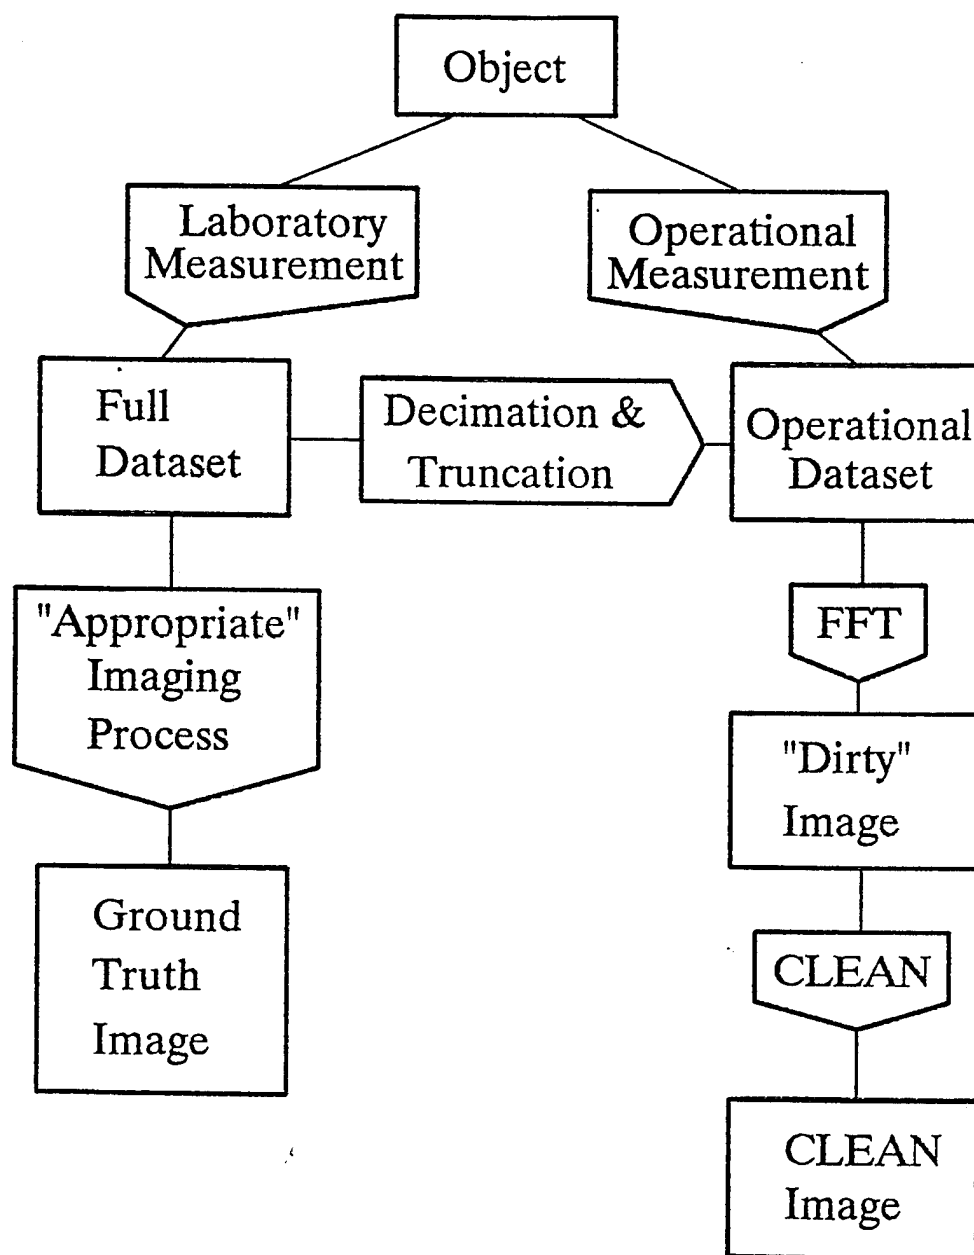 Object
Laboratory
Measurement
Operational
Measurement
Full
Dataset
Decimation &
Truncation
Operational
Dataset
"Appropriate"
Imaging
Process
FFT
"Dirty"
Image
Ground
Truth
Image
CLEAN
CLEAN
Image